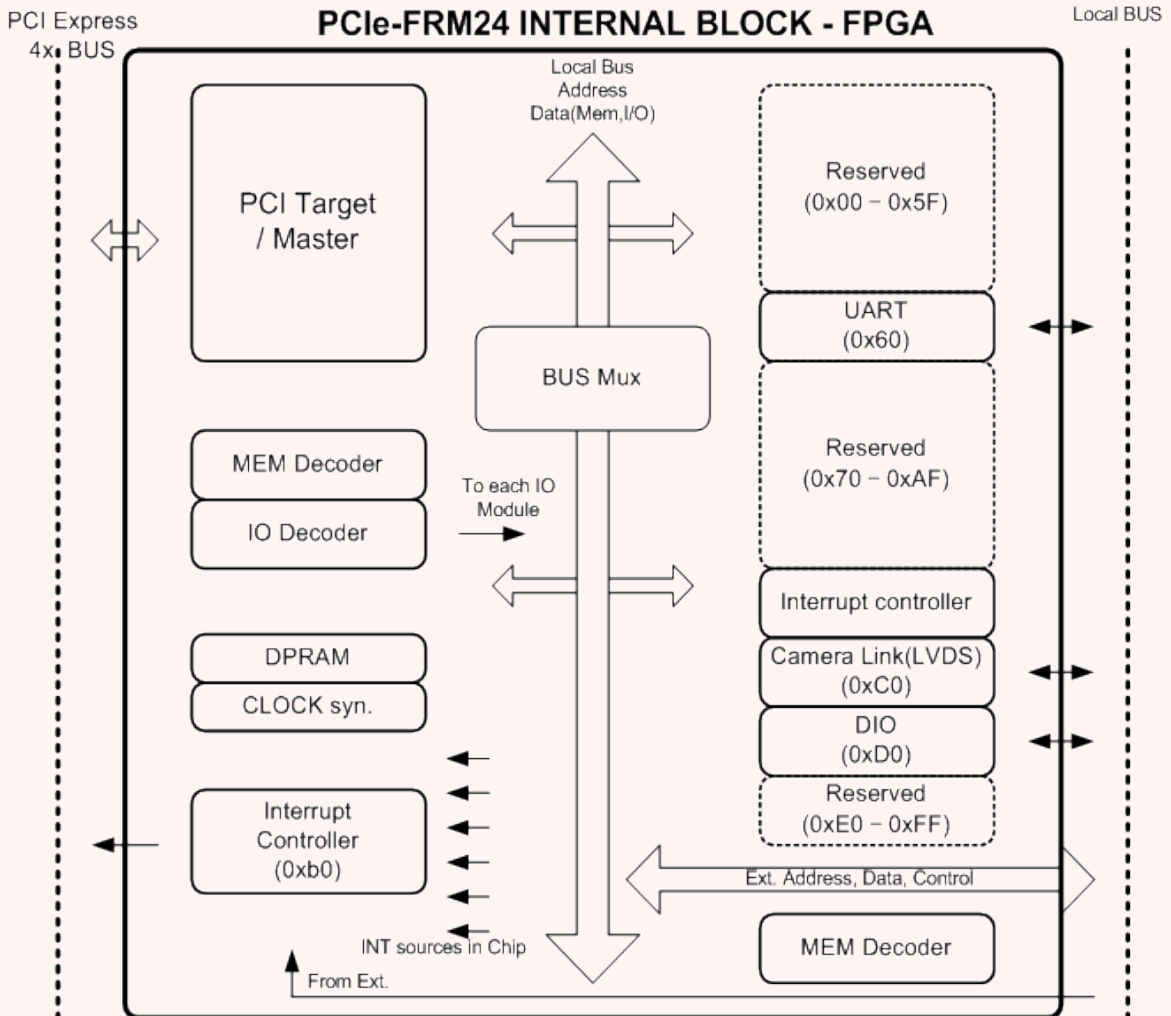 PCIe-FRM24 INTERNAL BLOCK - FPGA
PCI Express
4x BUS
Local BUS
Local Bus
Address
Data(Mem,I/O)
PCI Target
/ Master
BUS Mux
MEM Decoder
IO Decoder
To each IO
Module
DPRAM
CLOCK syn.
Interrupt
Controller
(0xb0)
INT sources in Chip
From Ext.
Reserved
(0x00 – 0x5F)
UART
(0x60)
Reserved
(0x70 – 0xAF)
Interrupt controller
Camera Link(LVDS)
(0xC0)
DIO
(0xD0)
Reserved
(0xE0 – 0xFF)
Ext. Address, Data, Control
MEM Decoder